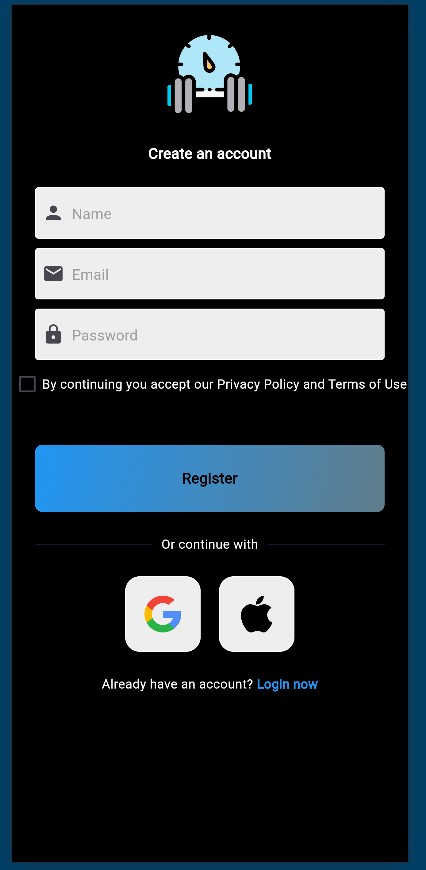 Create an account
Name
Email
Password
By continuing you accept our Privacy Policy and Terms of Use
Register
Or continue with
Already have an account? Login now